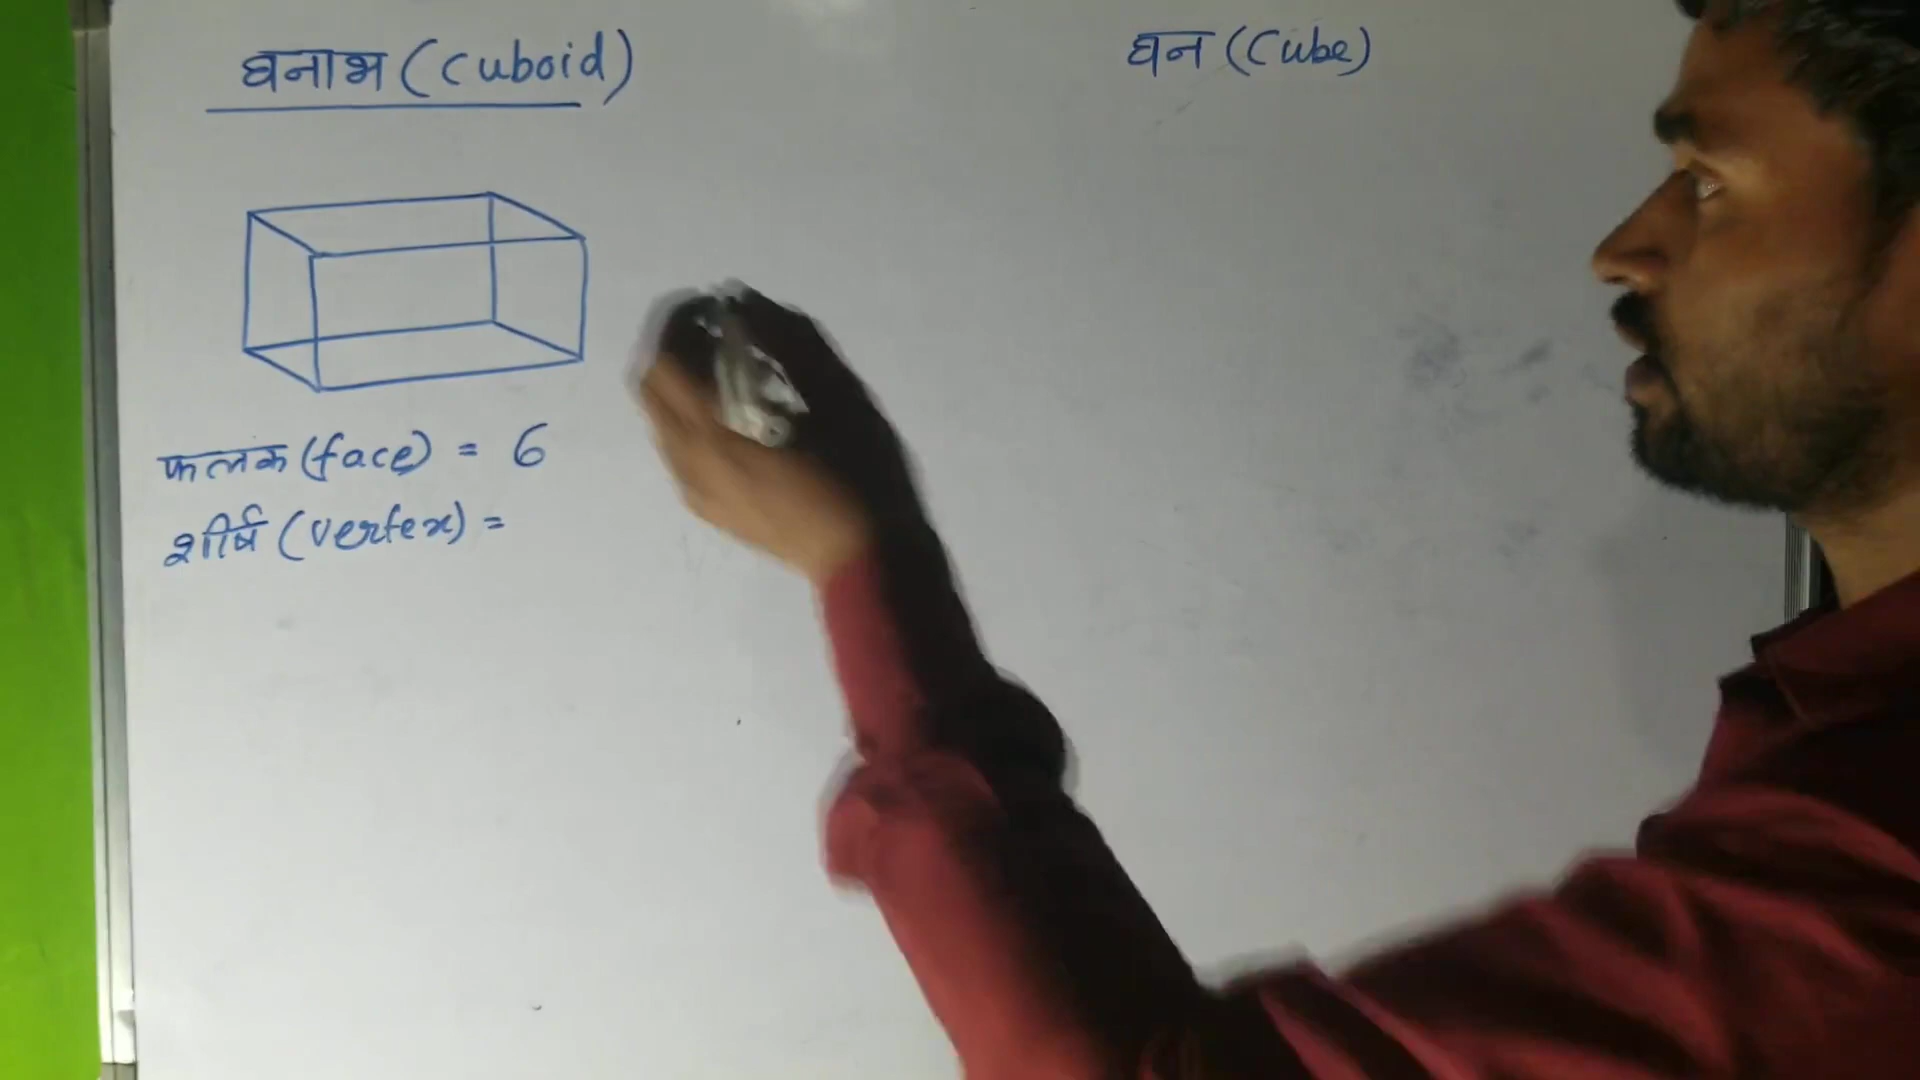 घनाभ (cuboid)
घन (Cube)
फलक (face) = 6
शीर्ष (vertex) =